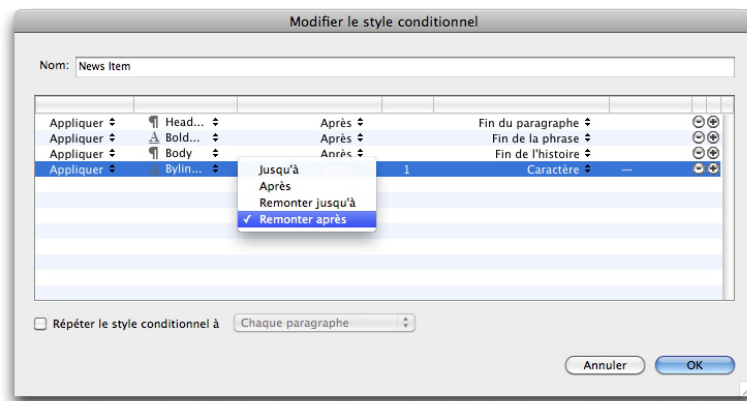 Modifier le style conditionnel
Nom: News Item
Appliquer ¶ Head... Après Fin du paragraphe
Appliquer A Bold... Après Fin de la phrase
Appliquer ¶ Body Après Fin de l'histoire
Appliquer A Bylin... 1 Caractère —
Jusqu'à
Après
Remonter jusqu'à
✓ Remonter après
Répéter le style conditionnel à Chaque paragraphe
Annuler OK